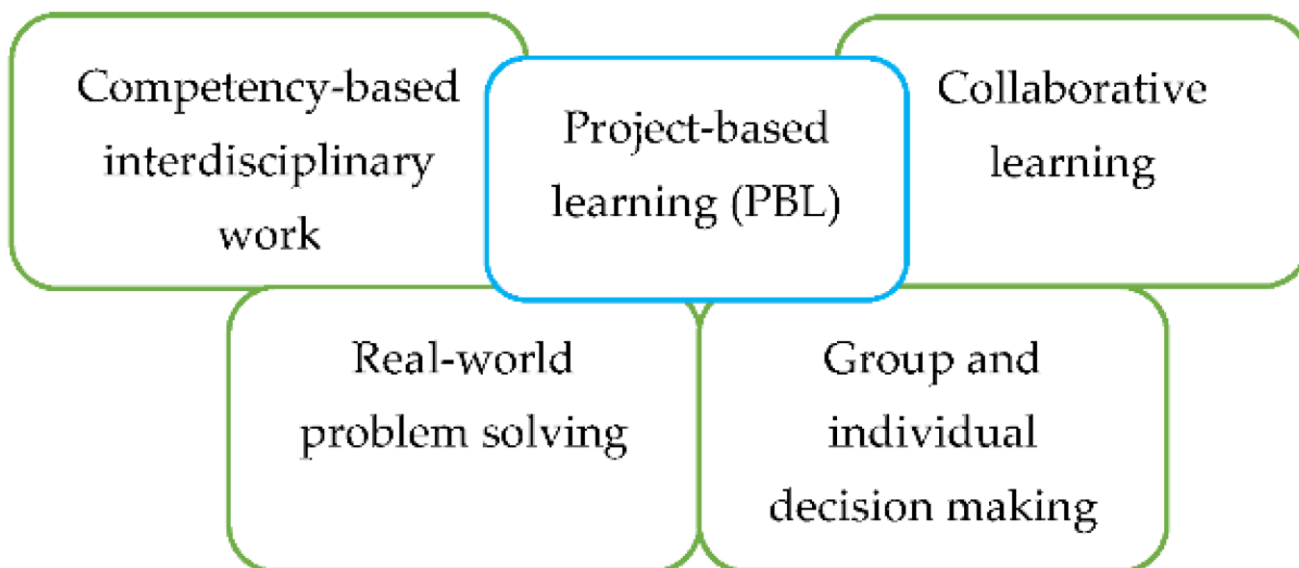 Competency-based
interdisciplinary
work
Project-based
learning (PBL)
Collaborative
learning
Real-world
problem solving
Group and
individual
decision making